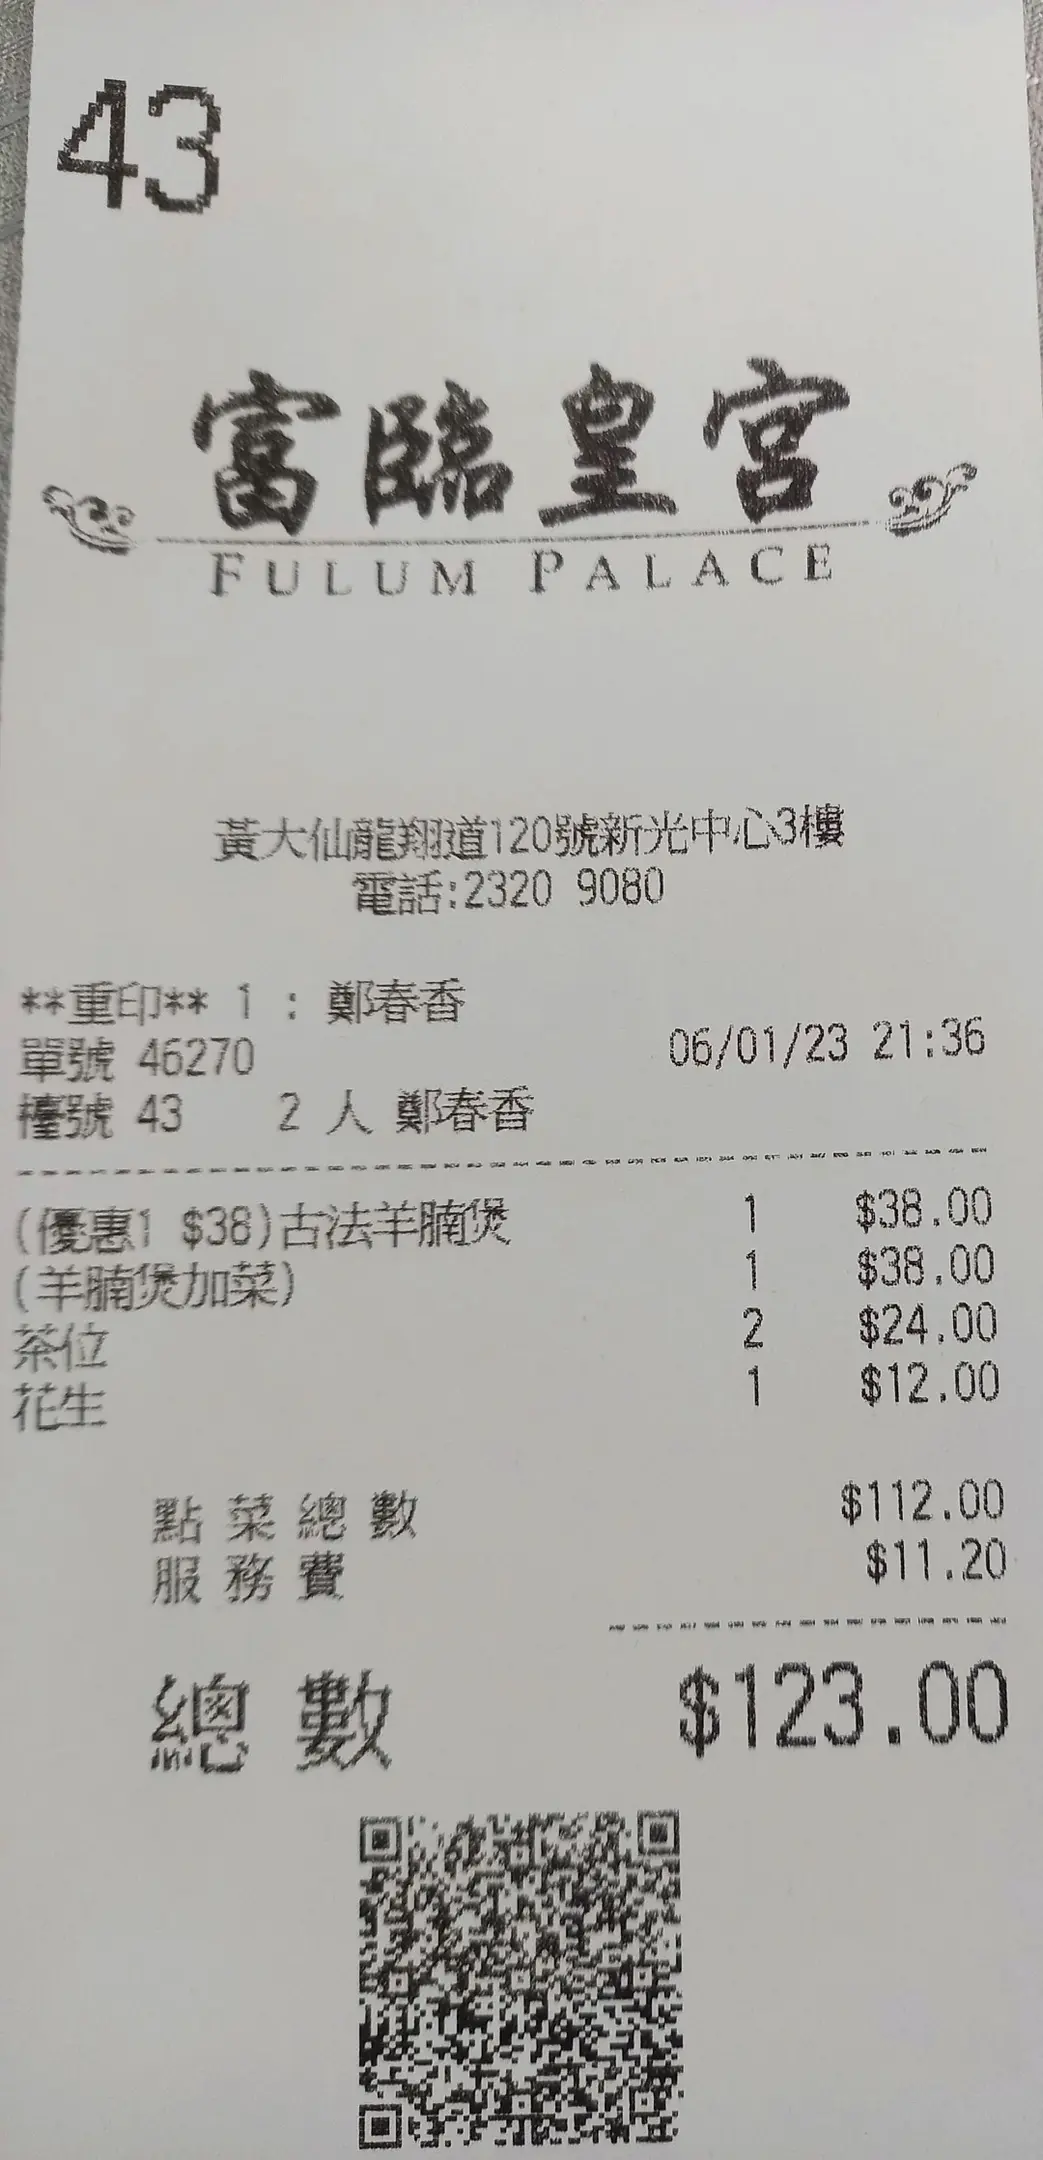 43
富臨皇宮
FULUM PALACE
黃大仙龍翔道120號新光中心3樓
電話:2320 9080
**重印** 1 : 鄭春香
單號 46270 06/01/23 21:36
檯號 43 2 人 鄭春香
(優惠1 $38)古法羊腩煲 1 $38.00
(羊腩煲加菜) 1 $38.00
茶位 2 $24.00
花生 1 $12.00
點菜總數 $112.00
服務費 $11.20
總數 $123.00